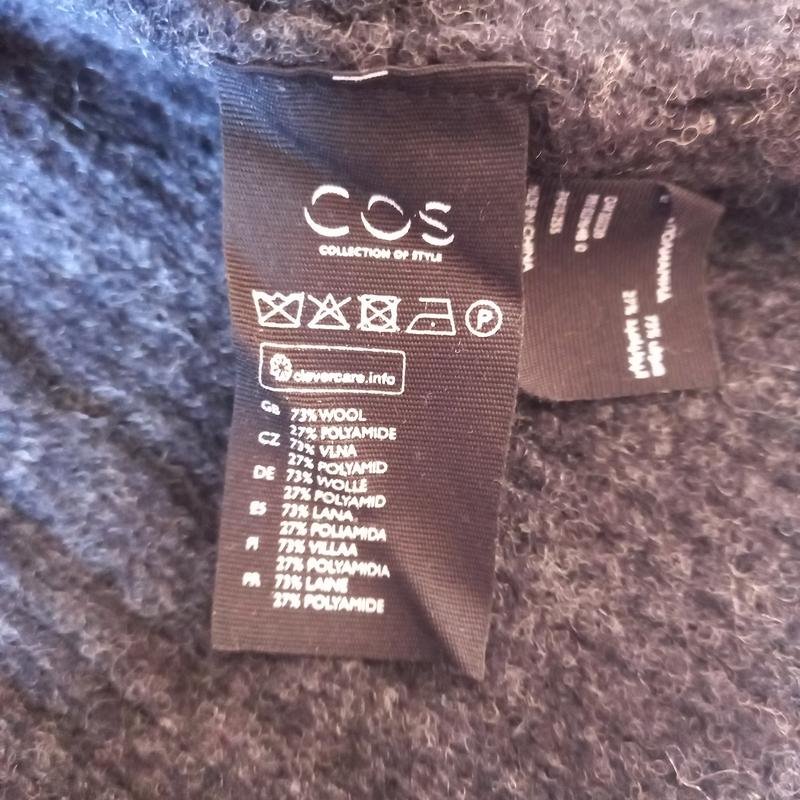 COS
COLLECTION OF STYLE
P
clevercare.info
GB 73% WOOL
27% POLYAMIDE
CZ 73% VLNA
27% POLYAMID
DE 73% WOLLE
27% POLYAMID
ES 73% LANA
27% POLIAMIDA
FI 73% VILLAA
27% POLYAMIDIA
FR 73% LAINE
27% POLYAMIDE
MADE IN CHINA